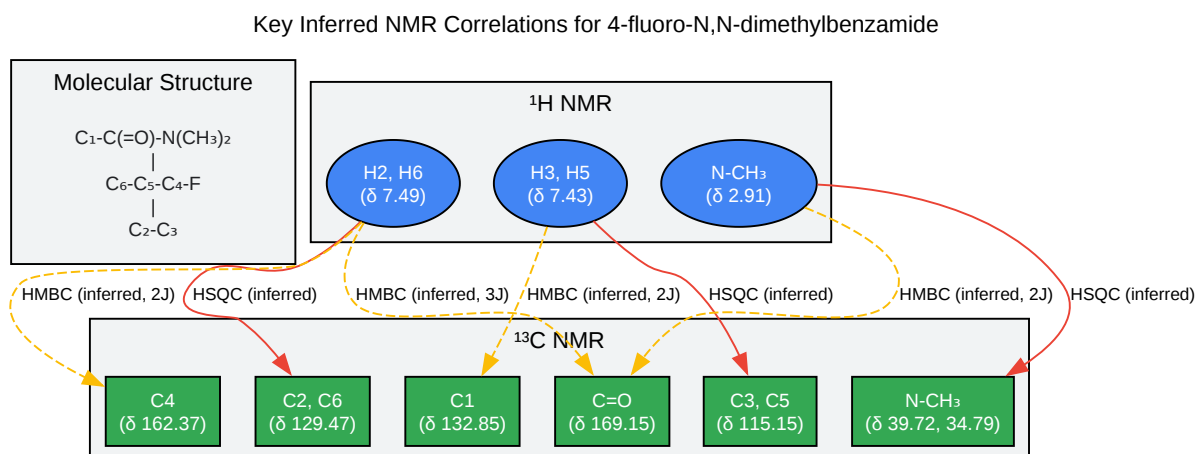 Key Inferred NMR Correlations for 4-fluoro-N,N-dimethylbenzamide
Molecular Structure
C₁-C(=O)-N(CH₃)₂
|
C₆-C₅-C₄-F
|
C₂-C₃
¹H NMR
H2, H6
(δ 7.49)
H3, H5
(δ 7.43)
N-CH₃
(δ 2.91)
HMBC (inferred, 2J)
HSQC (inferred)
HMBC (inferred, 3J)
HMBC (inferred, 2J)
HSQC (inferred)
HMBC (inferred, 2J)
HSQC (inferred)
¹³C NMR
C4
(δ 162.37)
C2, C6
(δ 129.47)
C1
(δ 132.85)
C=O
(δ 169.15)
C3, C5
(δ 115.15)
N-CH₃
(δ 39.72, 34.79)